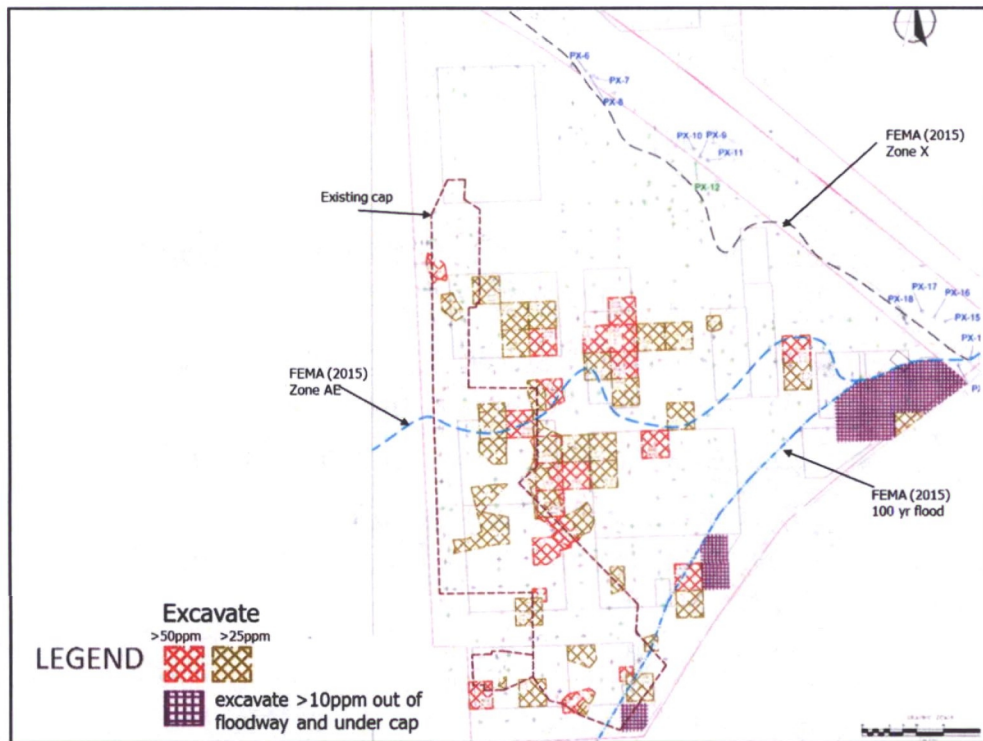 PX-6
PX-7
PX-8
PX-10
PX-9
PX-11
PX-12
FEMA (2015)
Zone X
Existing cap
PX-17
PX-16
PX-18
PX-15
PX-1
FEMA (2015)
Zone AE
FEMA (2015)
100 yr flood
Excavate
>50ppm >25ppm
LEGEND
excavate >10ppm out of
floodway and under cap